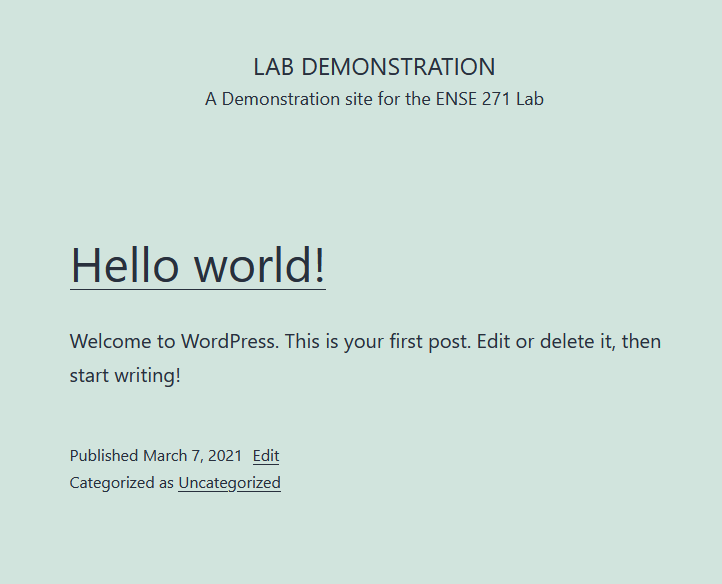 LAB DEMONSTRATION
A Demonstration site for the ENSE 271 Lab
Hello world!
Welcome to WordPress. This is your first post. Edit or delete it, then
start writing!
Published March 7, 2021 Edit
Categorized as Uncategorized